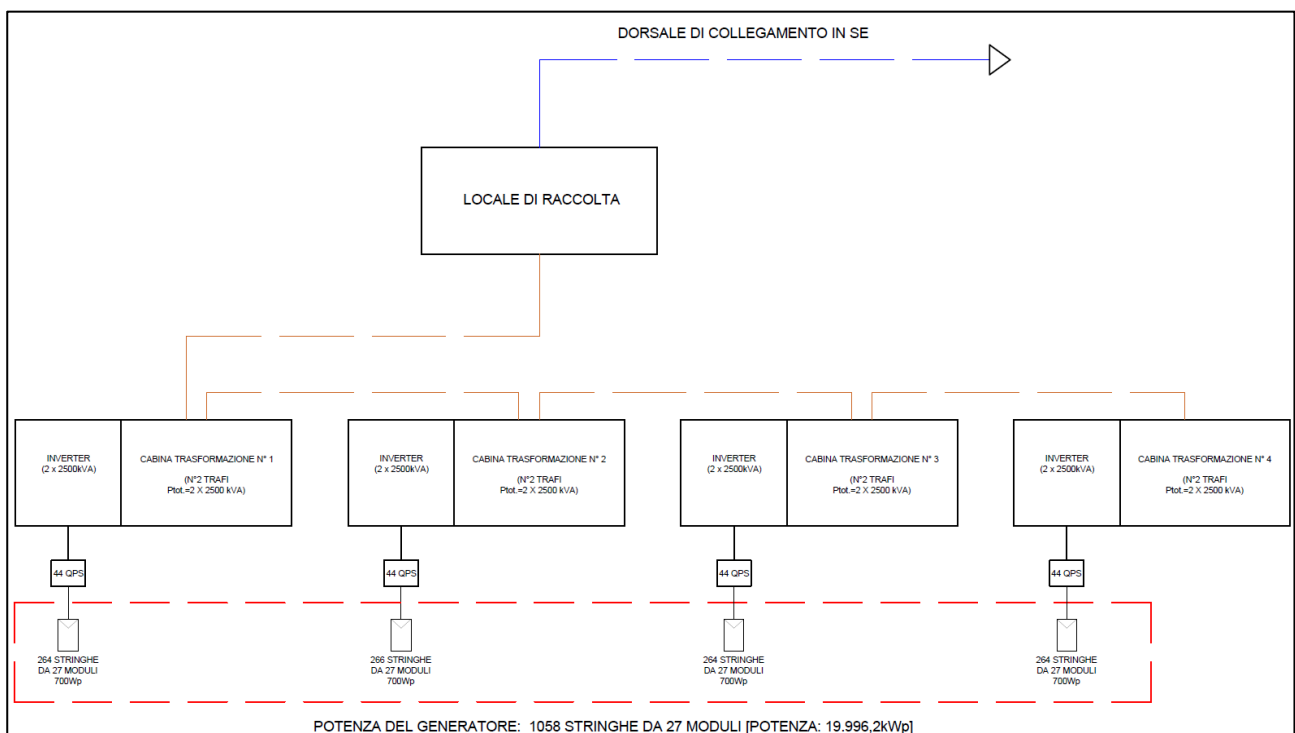 DORSALE DI COLLEGAMENTO IN SE
LOCALE DI RACCOLTA
INVERTER
(2 x 2500kVA)
CABINA TRASFORMAZIONE N° 1
(N°2 TRAFI
Ptot.=2 X 2500 kVA)
INVERTER
(2 x 2500kVA)
CABINA TRASFORMAZIONE N° 2
(N°2 TRAFI
Ptot.=2 X 2500 kVA)
INVERTER
(2 x 2500kVA)
CABINA TRASFORMAZIONE N° 3
(N°2 TRAFI
Ptot.=2 X 2500 kVA)
INVERTER
(2 x 2500kVA)
CABINA TRASFORMAZIONE N° 4
(N°2 TRAFI
Ptot.=2 X 2500 kVA)
44 QPS
44 QPS
44 QPS
44 QPS
264 STRINGHE
DA 27 MODULI
700Wp
266 STRINGHE
DA 27 MODULI
700Wp
264 STRINGHE
DA 27 MODULI
700Wp
264 STRINGHE
DA 27 MODULI
700Wp
POTENZA DEL GENERATORE: 1058 STRINGHE DA 27 MODULI [POTENZA: 19.996,2kWp]